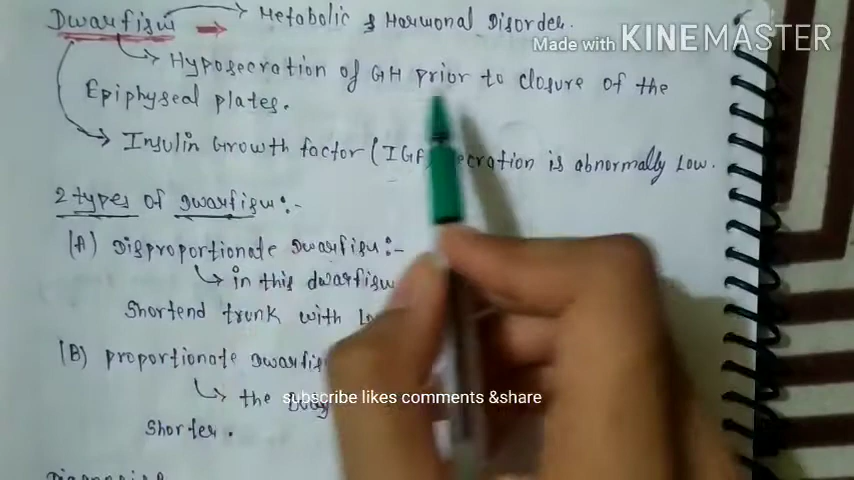 Dwarfism → Metabolic & Hormonal Disorder.
Made with KINEMASTER
↳ Hyposecration of GH prior to closure of the
Epiphyseal plates.
→ Insulin Growth factor (IGF) secration is abnormally Low.
2 types of dwarfism:-
(A) Disproportionate dwarfism:-
↳ in this dwarfism
Shortend trunk with
(B) proportionate dwarfism
↳ the
subscribe likes comments &share
Shorter.